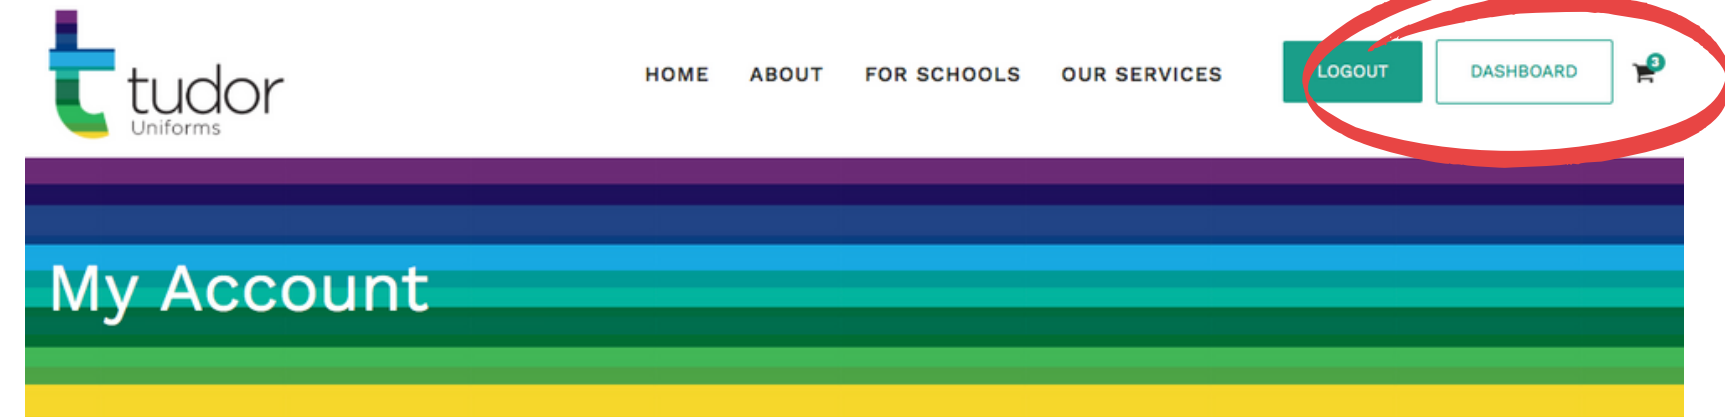 tudor
Uniforms
HOME ABOUT FOR SCHOOLS OUR SERVICES LOGOUT DASHBOARD 3
My Account